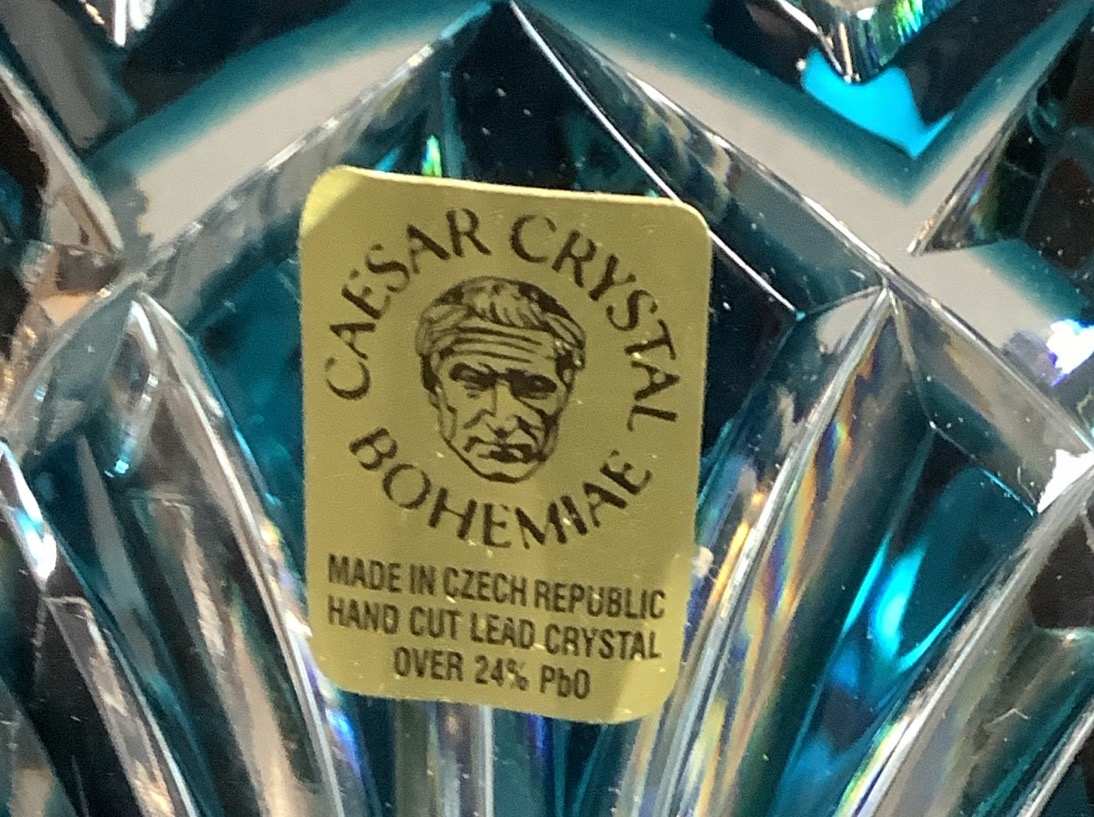 CAESAR CRYSTAL
BOHEMIAE
MADE IN CZECH REPUBLIC
HAND CUT LEAD CRYSTAL
OVER 24% PbO